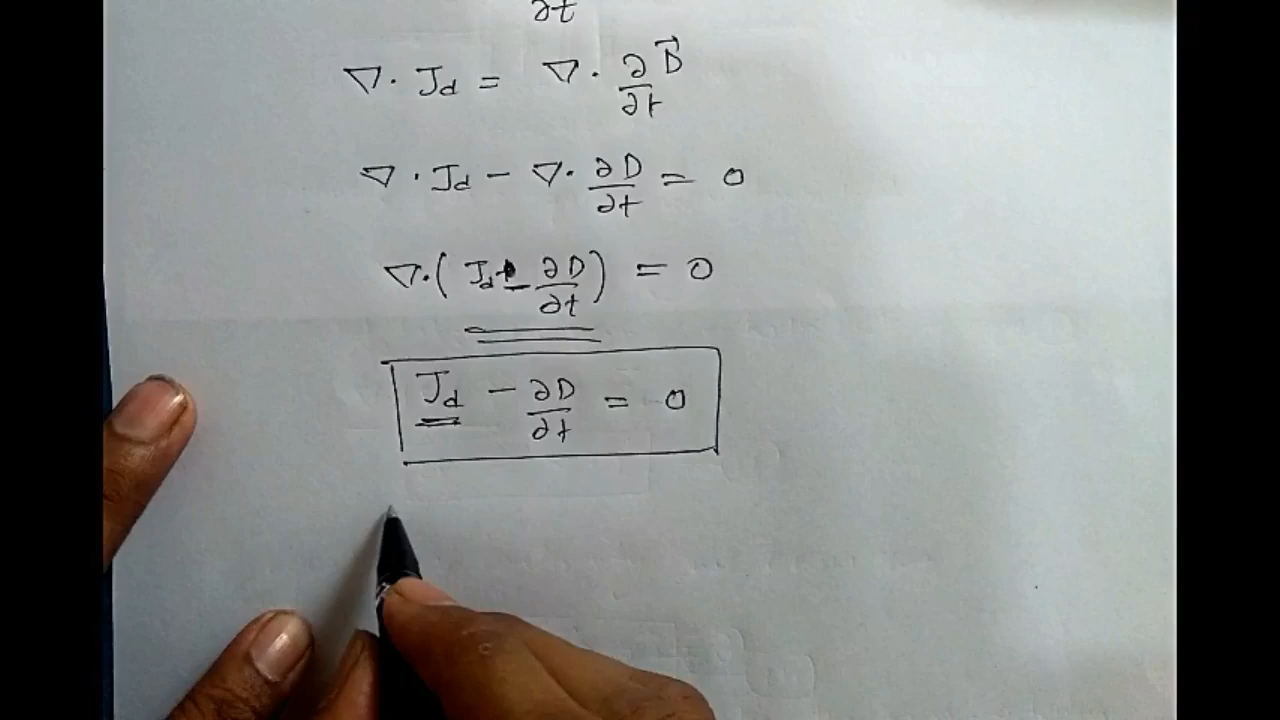 ∂t
∇. J_d = ∇. ∂D⃗/∂t
∇. J_d − ∇. ∂D/∂t = 0
∇.( J_d − ∂D/∂t ) = 0
J_d − ∂D/∂t = 0